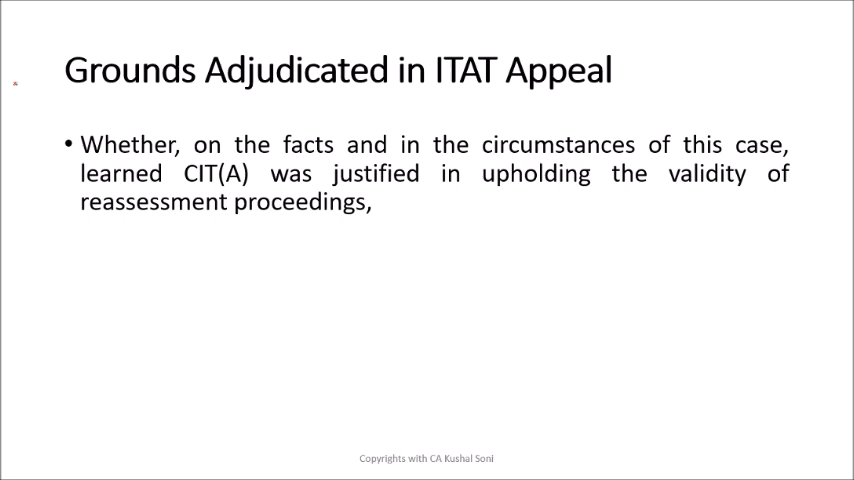 Grounds Adjudicated in ITAT Appeal
• Whether, on the facts and in the circumstances of this case,
learned CIT(A) was justified in upholding the validity of
reassessment proceedings,
Copyrights with CA Kushal Soni